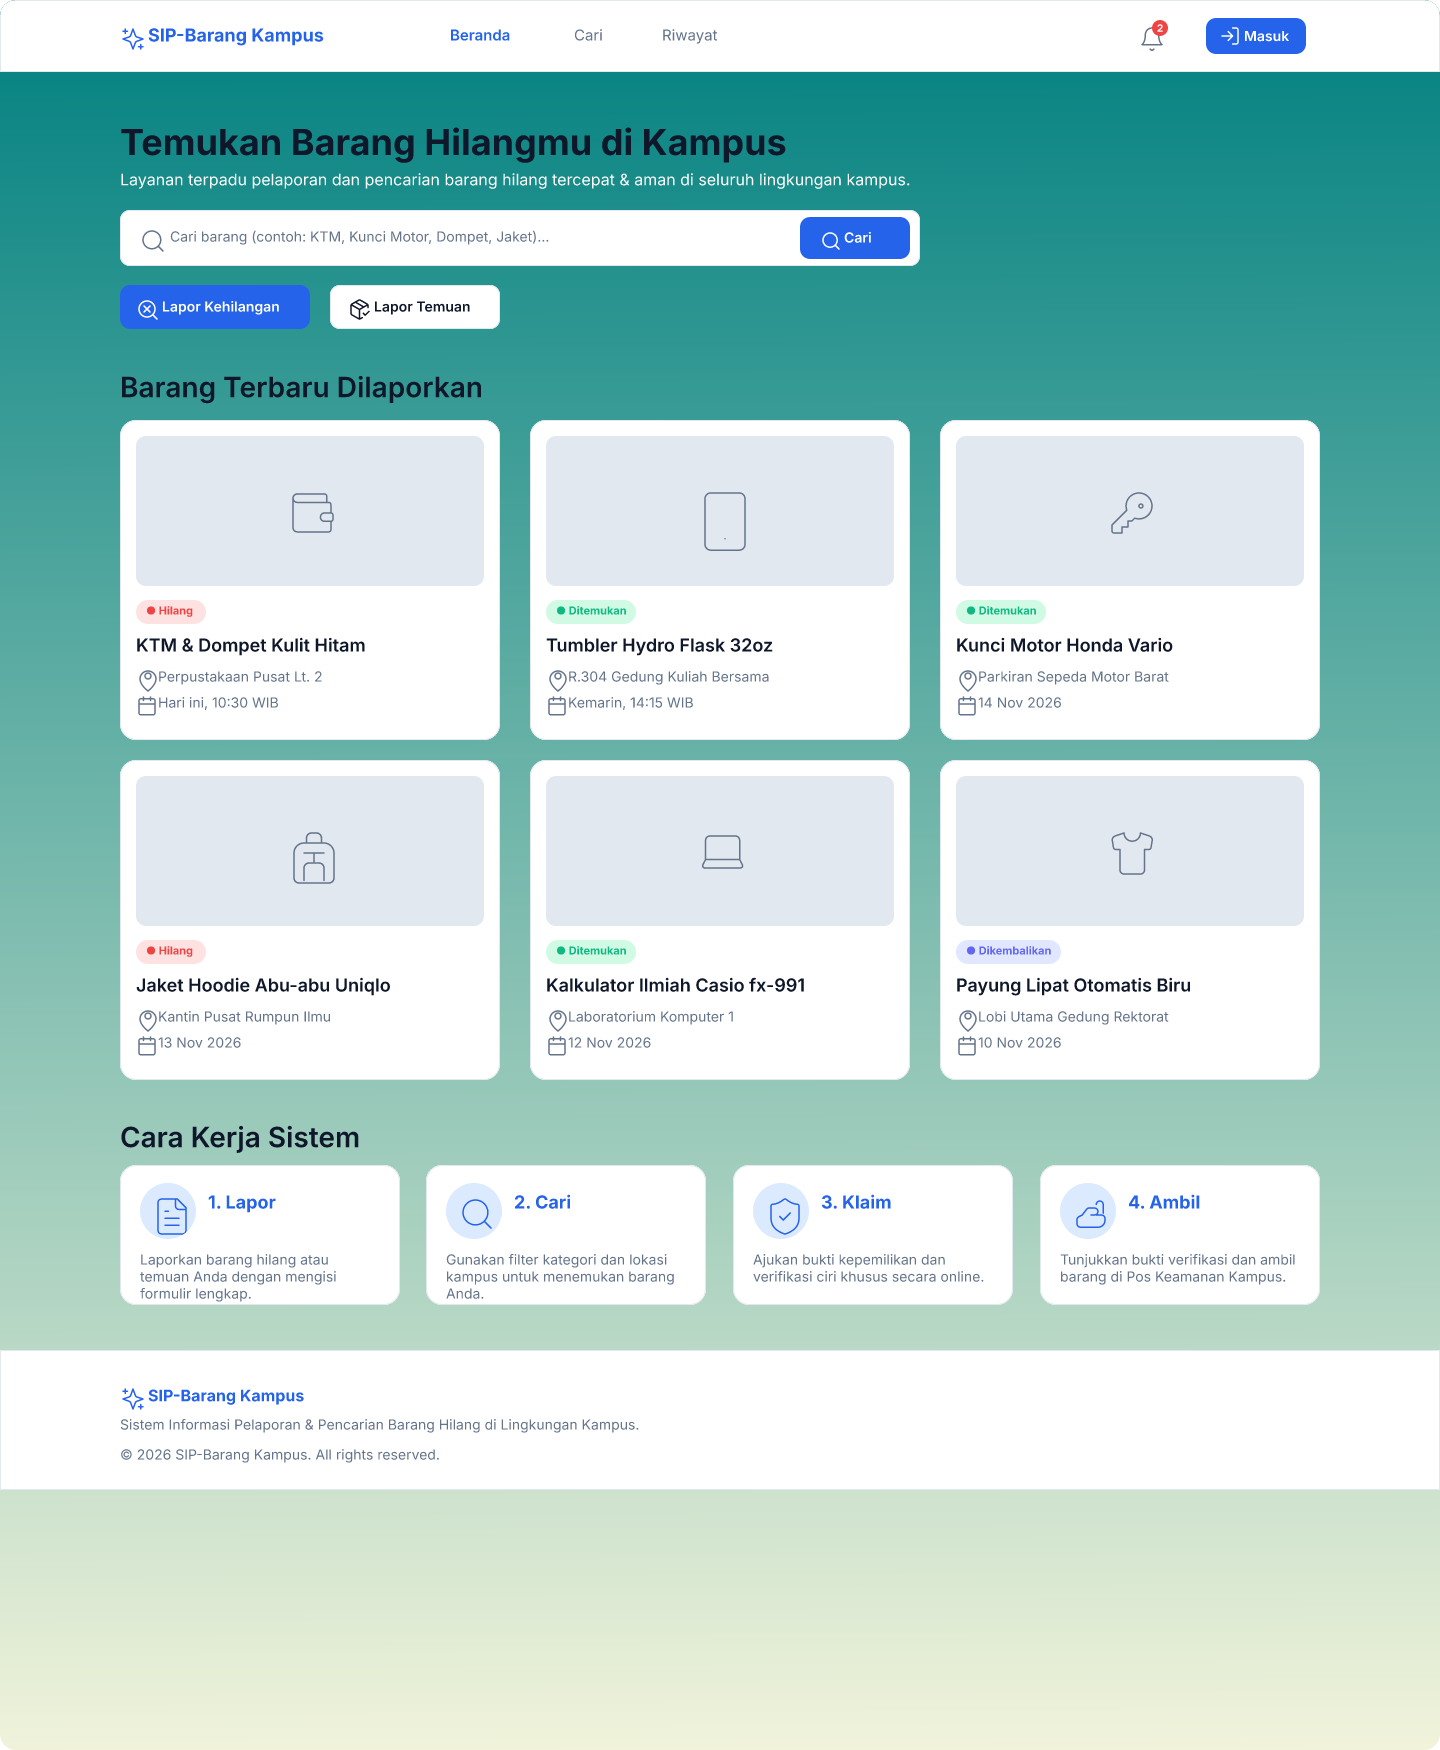 SIP-Barang Kampus
Beranda
Cari
Riwayat
2
Masuk
Temukan Barang Hilangmu di Kampus
Layanan terpadu pelaporan dan pencarian barang hilang tercepat & aman di seluruh lingkungan kampus.
Cari barang (contoh: KTM, Kunci Motor, Dompet, Jaket)...
Cari
Lapor Kehilangan
Lapor Temuan
Barang Terbaru Dilaporkan
Hilang
KTM & Dompet Kulit Hitam
Perpustakaan Pusat Lt. 2
Hari ini, 10:30 WIB
Ditemukan
Tumbler Hydro Flask 32oz
R.304 Gedung Kuliah Bersama
Kemarin, 14:15 WIB
Ditemukan
Kunci Motor Honda Vario
Parkiran Sepeda Motor Barat
14 Nov 2026
Hilang
Jaket Hoodie Abu-abu Uniqlo
Kantin Pusat Rumpun Ilmu
13 Nov 2026
Ditemukan
Kalkulator Ilmiah Casio fx-991
Laboratorium Komputer 1
12 Nov 2026
Dikembalikan
Payung Lipat Otomatis Biru
Lobi Utama Gedung Rektorat
10 Nov 2026
Cara Kerja Sistem
1. Lapor
Laporkan barang hilang atau
temuan Anda dengan mengisi
formulir lengkap.
2. Cari
Gunakan filter kategori dan lokasi
kampus untuk menemukan barang
Anda.
3. Klaim
Ajukan bukti kepemilikan dan
verifikasi ciri khusus secara online.
4. Ambil
Tunjukkan bukti verifikasi dan ambil
barang di Pos Keamanan Kampus.
SIP-Barang Kampus
Sistem Informasi Pelaporan & Pencarian Barang Hilang di Lingkungan Kampus.
© 2026 SIP-Barang Kampus. All rights reserved.